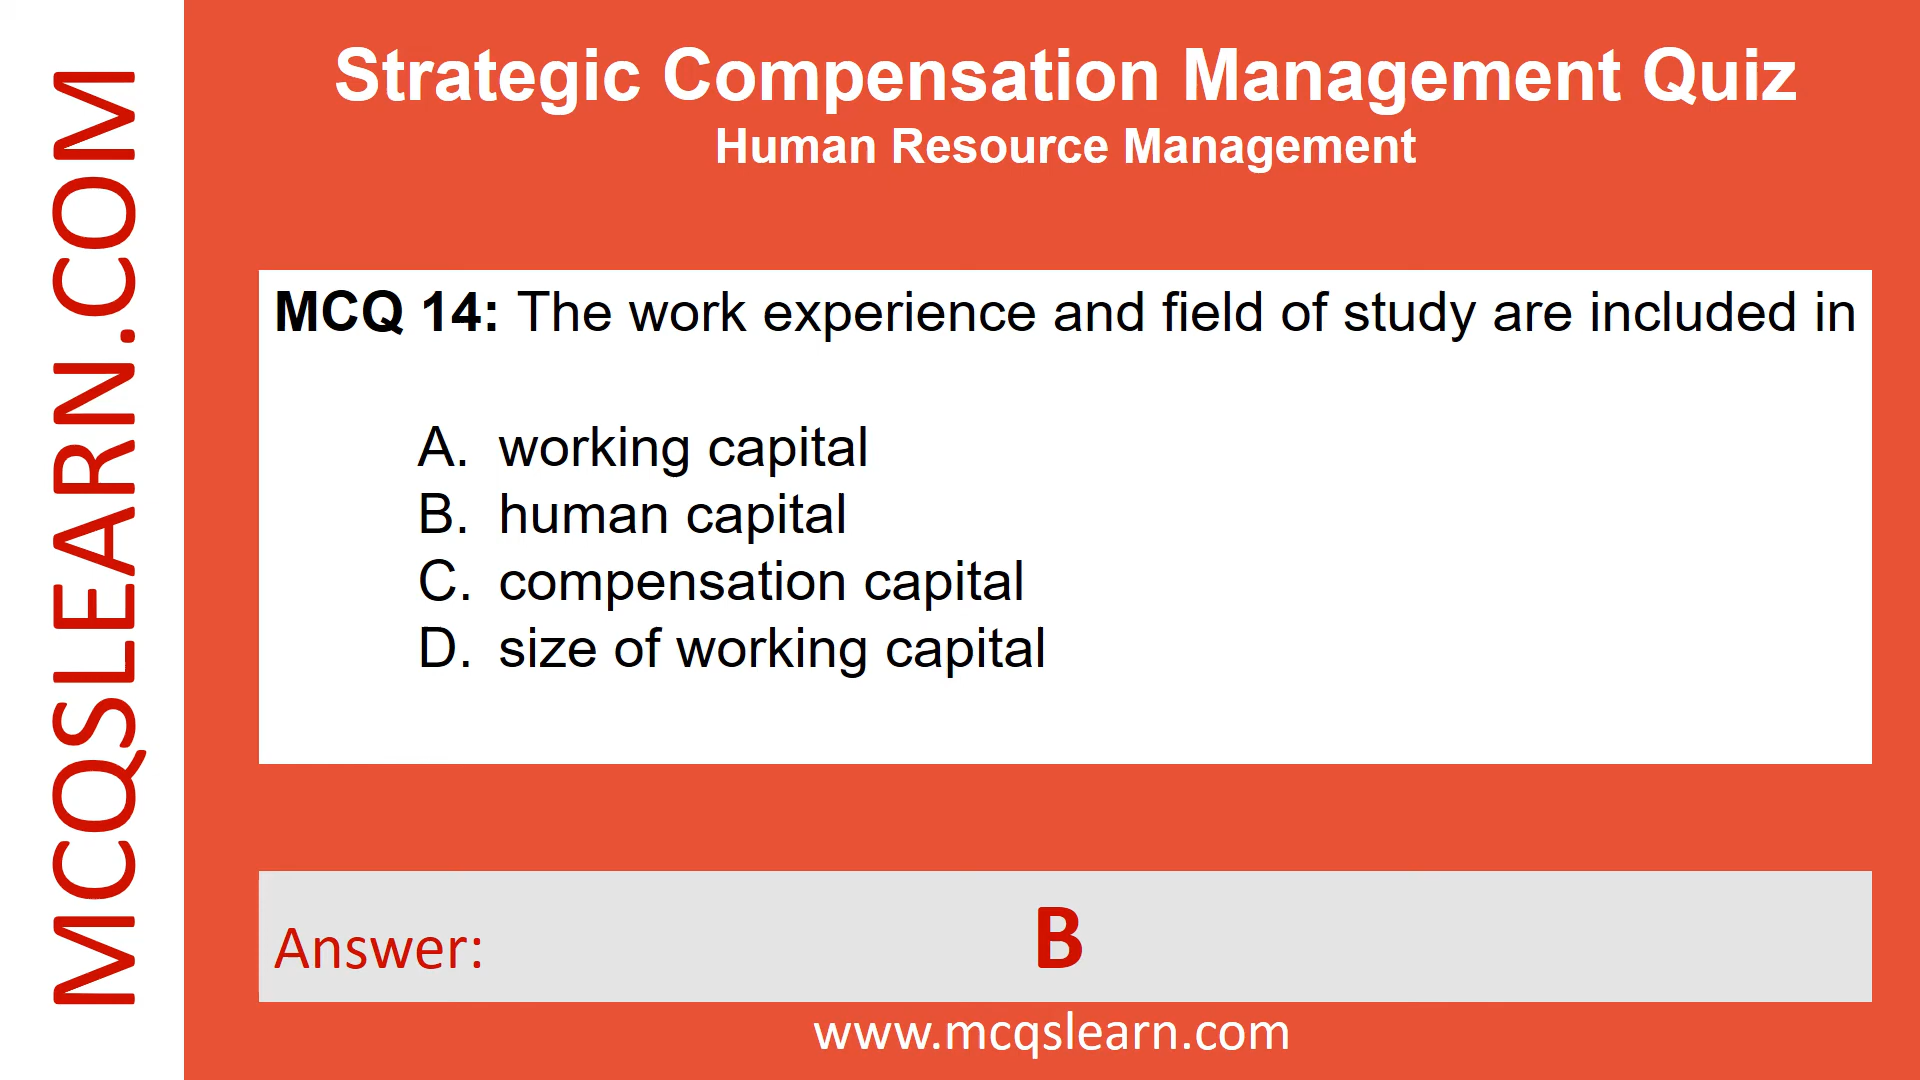 MCQSLEARN.COM
Strategic Compensation Management Quiz
Human Resource Management
MCQ 14: The work experience and field of study are included in
A. working capital
B. human capital
C. compensation capital
D. size of working capital
Answer: B
www.mcqslearn.com